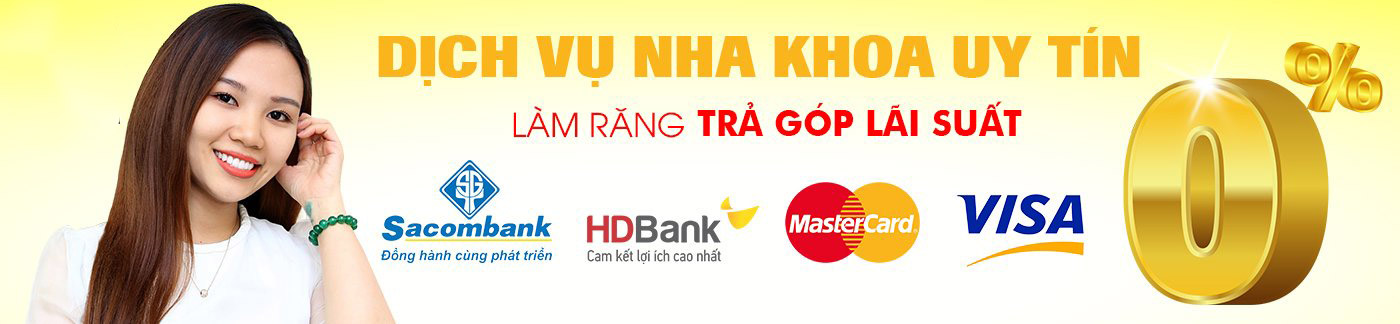 DỊCH VỤ NHA KHOA UY TÍN
LÀM RĂNG TRẢ GÓP LÃI SUẤT
0%
SGTT
Sacombank
Đồng hành cùng phát triển
HDBank
Cam kết lợi ích cao nhất
MasterCard
VISA